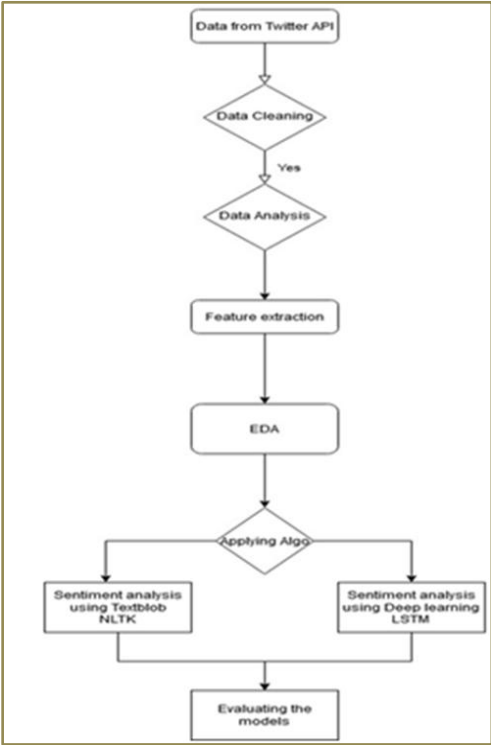 Data from Twitter API
Data Cleaning
Yes
Data Analysis
Feature extraction
EDA
Applying Algo
Sentiment analysis
using Textblob
NLTK
Sentiment analysis
using Deep learning
LSTM
Evaluating the
models